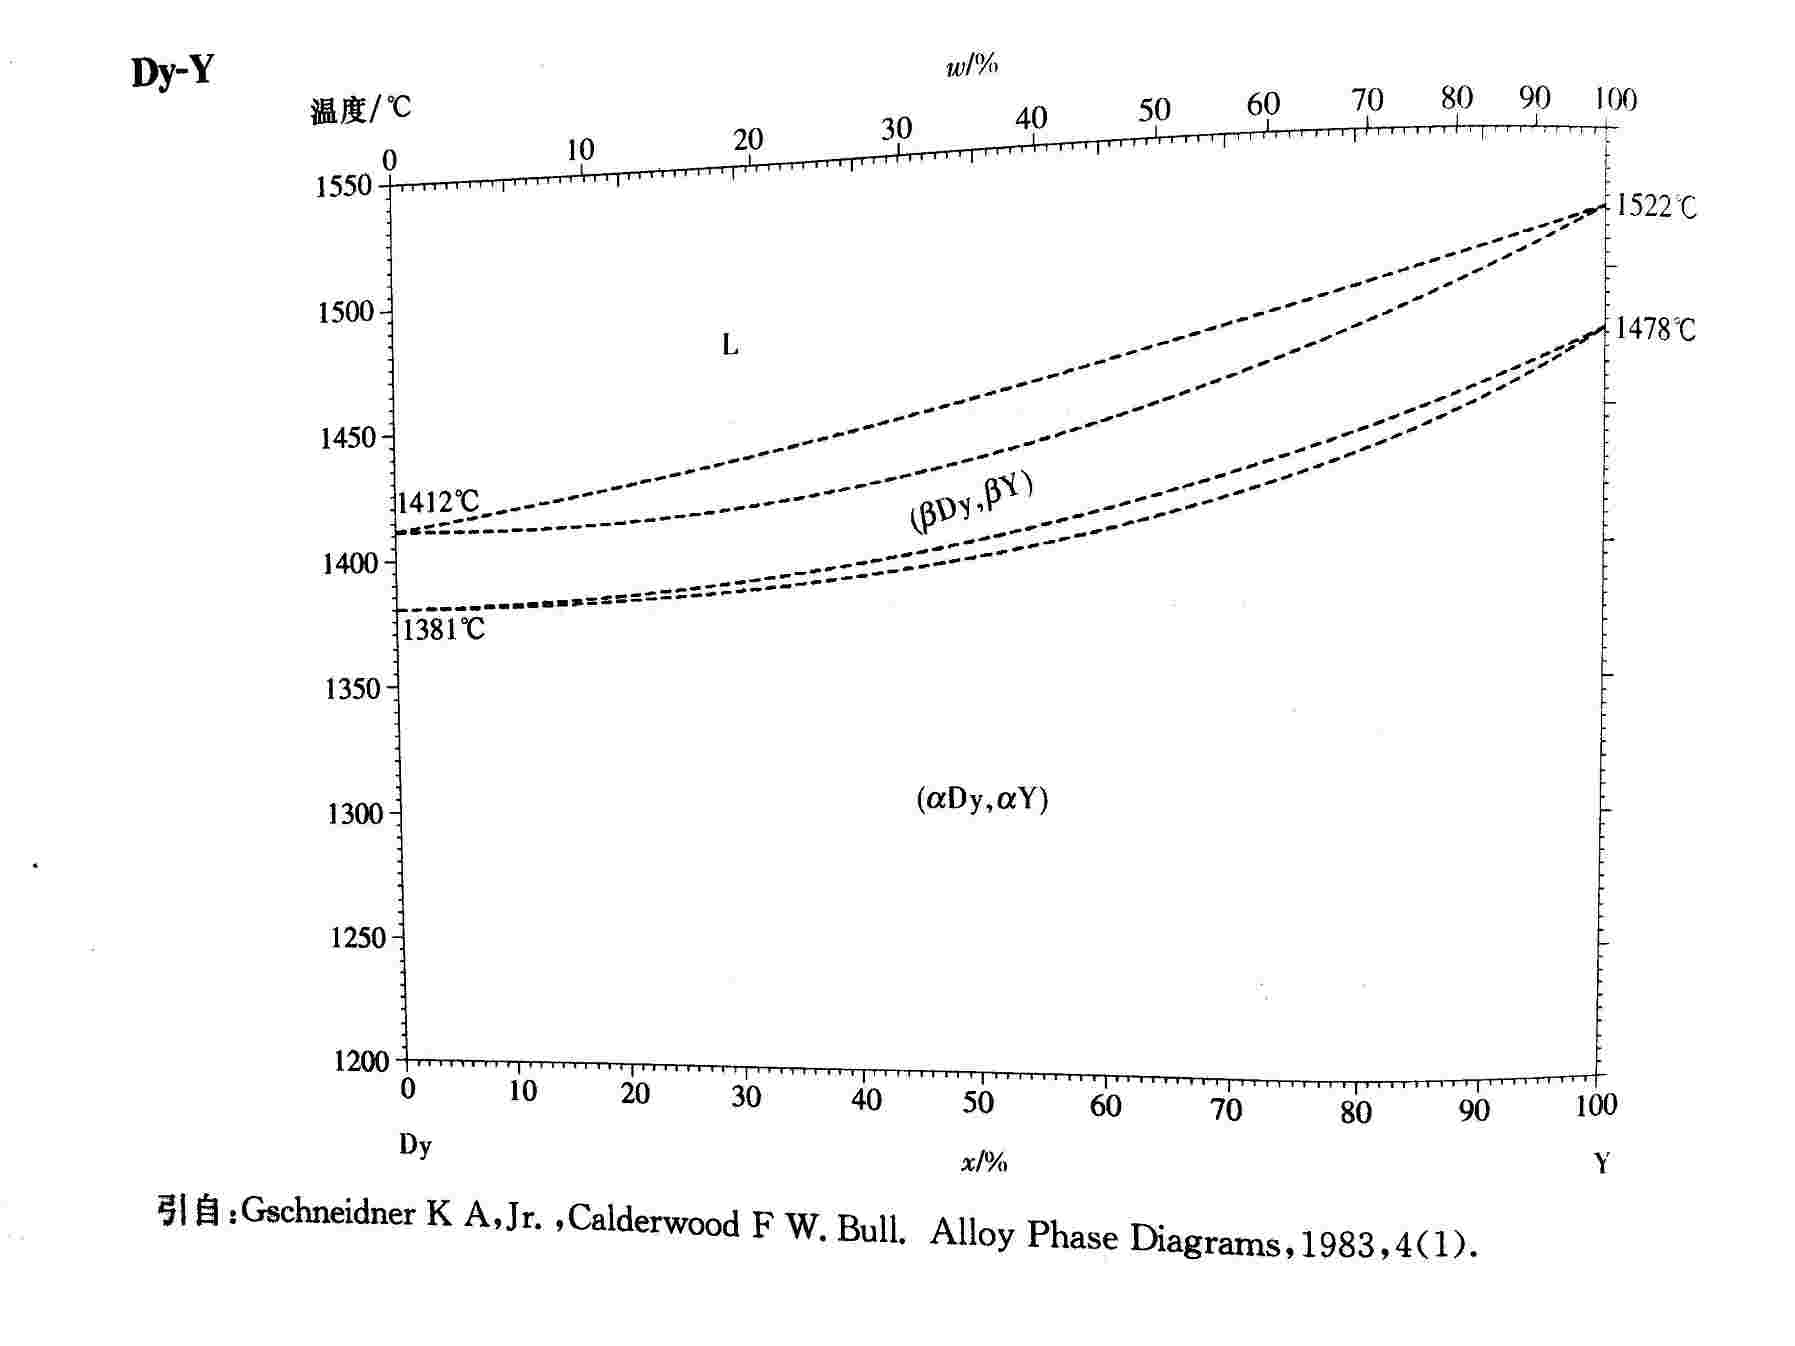 Dy-Y
w/%
温度/℃
0 10 20 30 40 50 60 70 80 90 100
1550
1522℃
1500
1478℃
L
1450
1412℃
(βDy,βY)
1400
1381℃
1350
1300
(αDy,αY)
1250
1200
0 10 20 30 40 50 60 70 80 90 100
Dy
x/%
Y
引自:Gschneidner K A,Jr.,Calderwood F W. Bull. Alloy Phase Diagrams,1983,4(1).